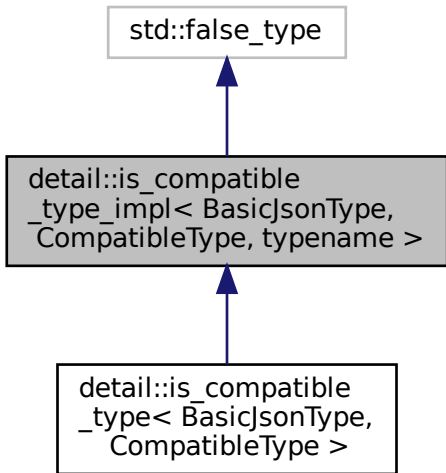 std::false_type
detail::is_compatible
_type_impl< BasicJsonType,
CompatibleType, typename >
detail::is_compatible
_type< BasicJsonType,
CompatibleType >